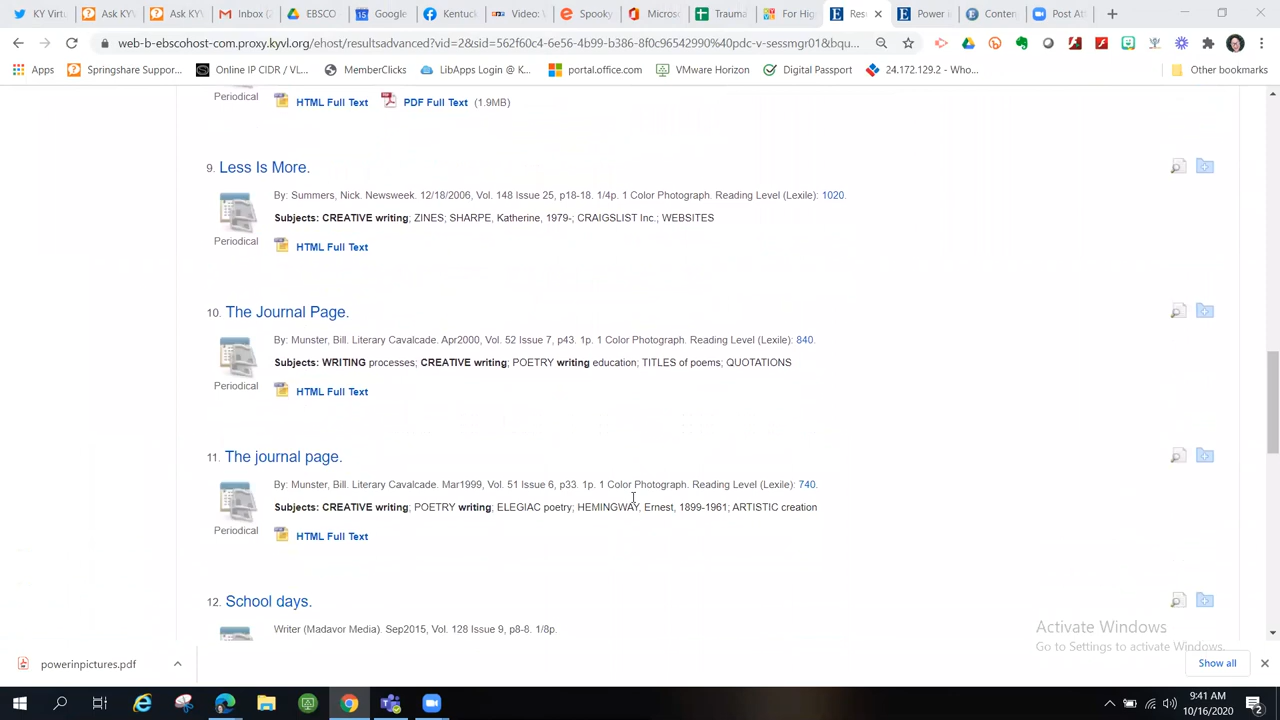 KY Virtu
Ask KYV
Ask KYV
Inbox (
EBSCO
Google
Kentuck
Video:
Spooky
Microso
Trauma
For High
Resu
Power i
Conten
Post Att
web-b-ebscohost-com.proxy.kyvl.org/ehost/resultsadvanced?vid=2&sid=562f60c4-6e56-4b99-b386-8f0c96542990%40pdc-v-sessmgr01&bqu...
Apps
Springshare Suppor...
Online IP CIDR / VL...
MemberClicks
LibApps Login @ K...
portal.office.com
VMware Horizon
Digital Passport
24.172.129.2 - Who...
Other bookmarks
Periodical
HTML Full Text
PDF Full Text (1.9MB)
9. Less Is More.
By: Summers, Nick. Newsweek. 12/18/2006, Vol. 148 Issue 25, p18-18. 1/4p. 1 Color Photograph. Reading Level (Lexile): 1020.
Subjects: CREATIVE writing; ZINES; SHARPE, Katherine, 1979-; CRAIGSLIST Inc.; WEBSITES
Periodical
HTML Full Text
10. The Journal Page.
By: Munster, Bill. Literary Cavalcade. Apr2000, Vol. 52 Issue 7, p43. 1p. 1 Color Photograph. Reading Level (Lexile): 840.
Subjects: WRITING processes; CREATIVE writing; POETRY writing education; TITLES of poems; QUOTATIONS
Periodical
HTML Full Text
11. The journal page.
By: Munster, Bill. Literary Cavalcade. Mar1999, Vol. 51 Issue 6, p33. 1p. 1 Color Photograph. Reading Level (Lexile): 740.
Subjects: CREATIVE writing; POETRY writing; ELEGIAC poetry; HEMINGWAY, Ernest, 1899-1961; ARTISTIC creation
Periodical
HTML Full Text
12. School days.
Writer (Madavor Media). Sep2015, Vol. 128 Issue 9, p8-8. 1/8p.
Activate Windows
Go to Settings to activate Windows.
powerinpictures.pdf
Show all
9:41 AM
10/16/2020
2